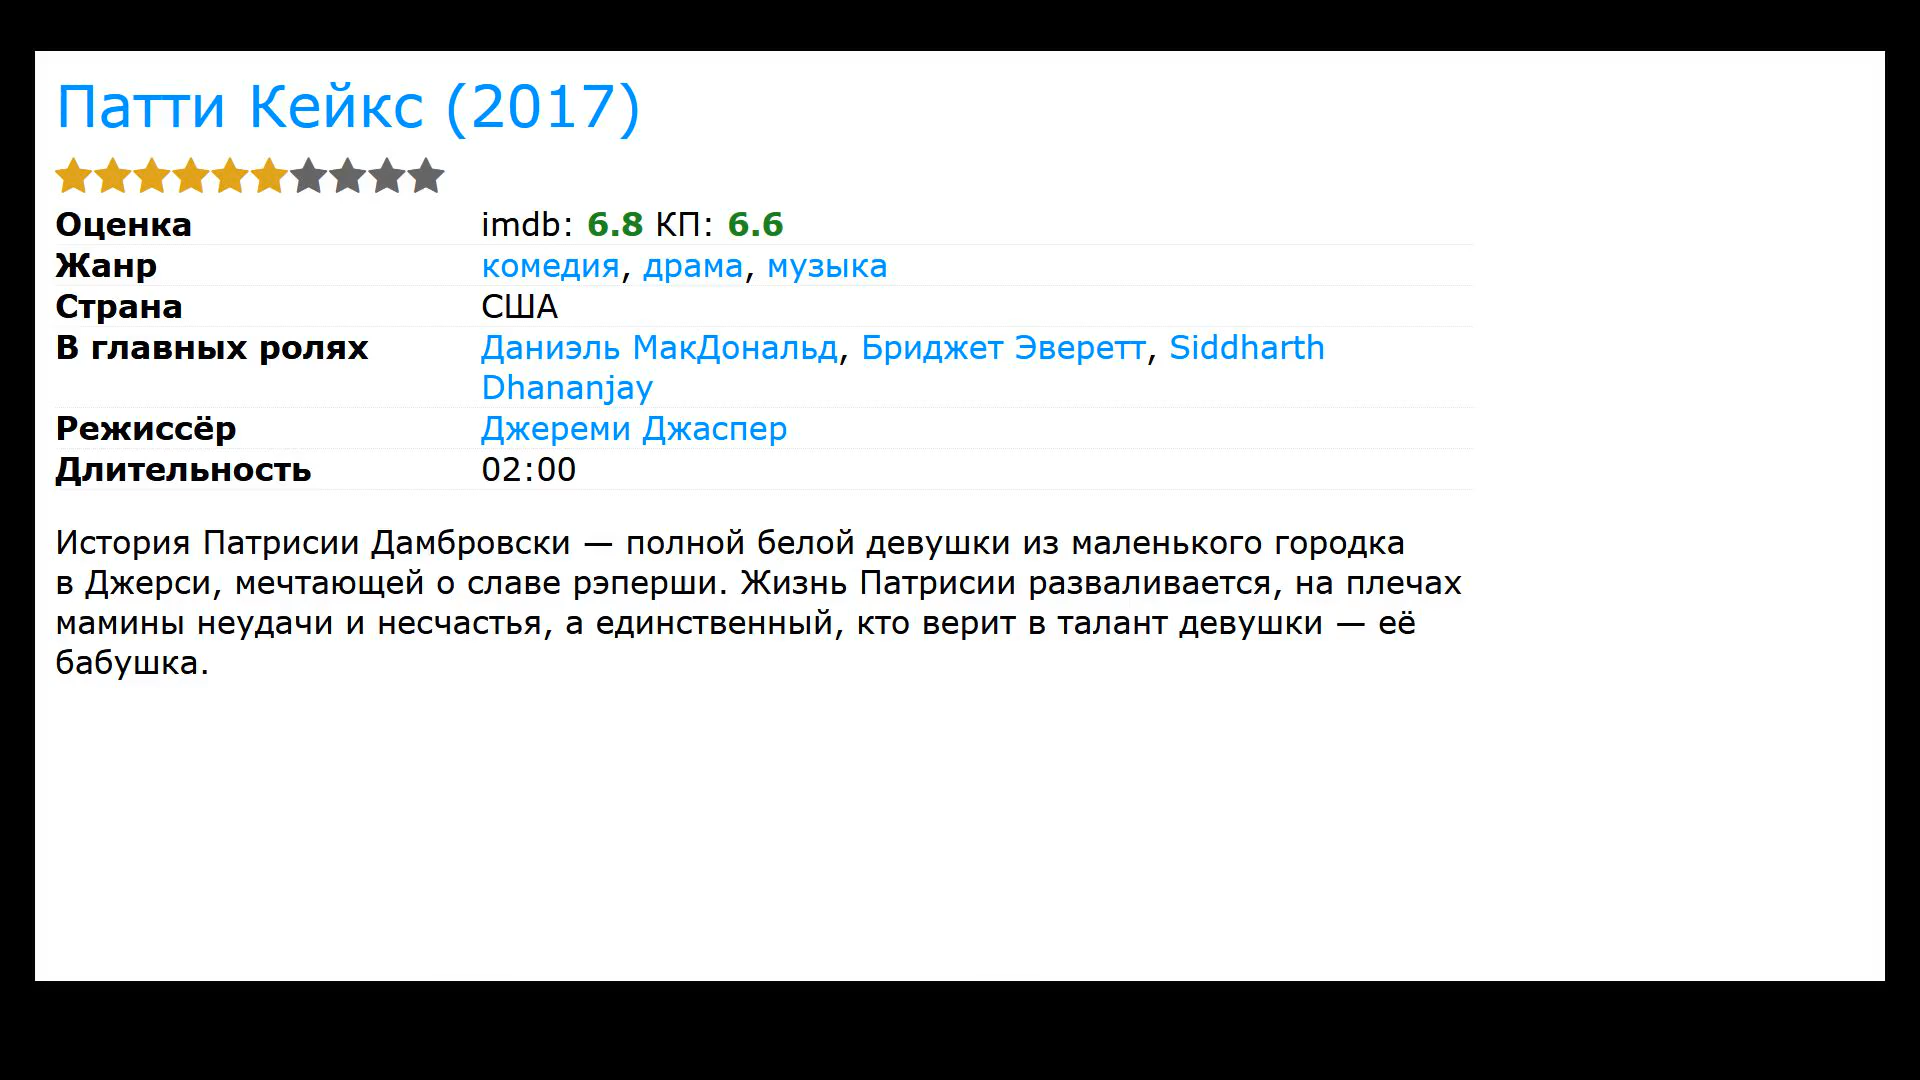 Патти Кейкс (2017)
Оценка imdb: 6.8 КП: 6.6
Жанр комедия, драма, музыка
Страна США
В главных ролях Даниэль МакДональд, Бриджет Эверетт, Siddharth
Dhananjay
Режиссёр Джереми Джаспер
Длительность 02:00
История Патрисии Дамбровски — полной белой девушки из маленького городка
в Джерси, мечтающей о славе рэперши. Жизнь Патрисии разваливается, на плечах
мамины неудачи и несчастья, а единственный, кто верит в талант девушки — её
бабушка.